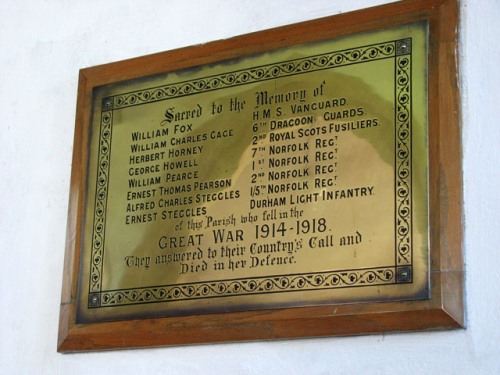 Sacred to the Memory of
WILLIAM FOX H.M.S. VANGUARD.
WILLIAM CHARLES GAGE 6TH DRAGOON GUARDS
HERBERT HORNEY 2ND ROYAL SCOTS FUSILIERS.
GEORGE HOWELL 7TH NORFOLK REGT
WILLIAM PEARCE 1ST NORFOLK REGT
ERNEST THOMAS PEARSON 2ND NORFOLK REGT
ALFRED CHARLES STEGGLES 1/5TH NORFOLK REGT
ERNEST STEGGLES DURHAM LIGHT INFANTRY.
of this Parish who fell in the
GREAT WAR 1914-1918.
They answered to their Country's Call and
Died in her Defence.